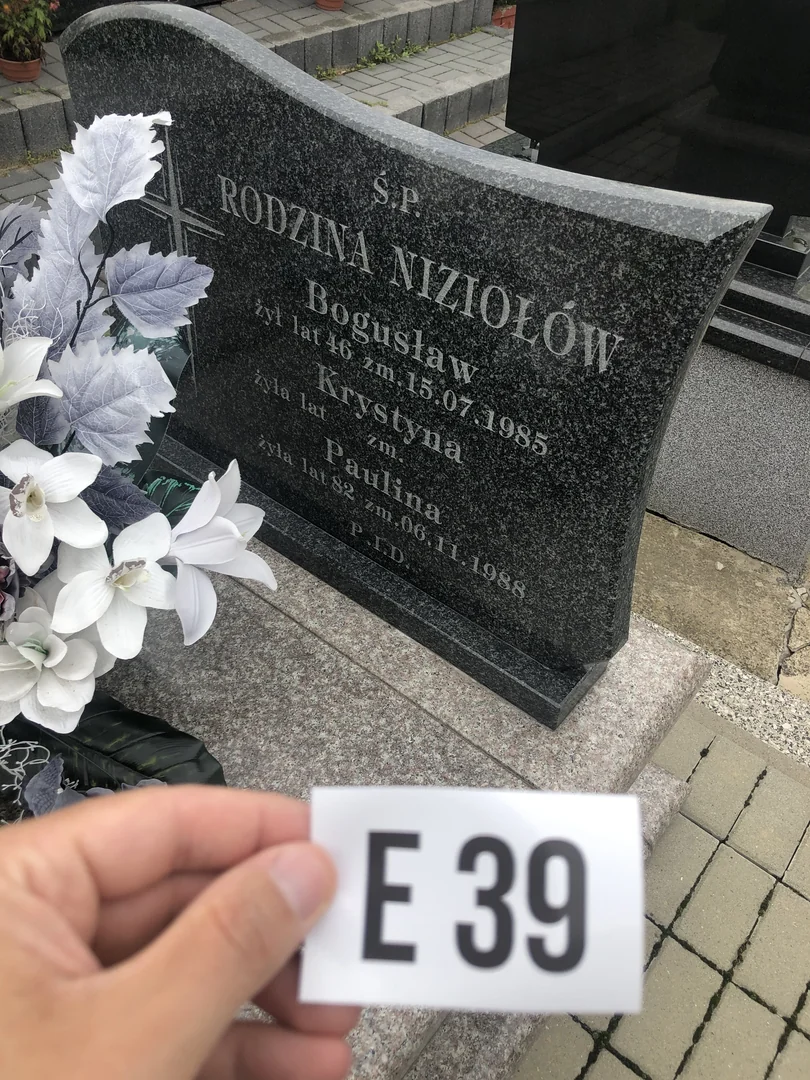 Ś.P.
RODZINA NIZIOŁÓW
Bogusław
żył lat 46 zm. 15.07.1985
Krystyna
żyła lat zm.
Paulina
żyła lat 82 zm. 06.11.1988
P.J.D.
E 39